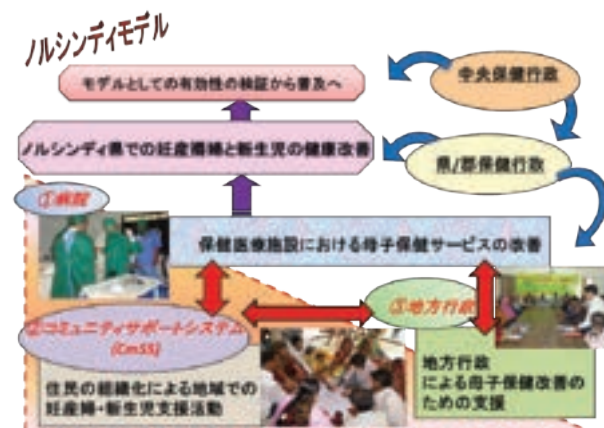 ノルシンディモデル
モデルとしての有効性の検証から普及へ
中央保健行政
ノルシンディ県での妊産婦と新生児の健康改善
県/郡保健行政
①病院
保健医療施設における母子保健サービスの改善
②コミュニティサポートシステム
(CmSS)
③地方行政
住民の組織化による地域での
妊産婦・新生児支援活動
地方行政
による母子保健改善の
ための支援